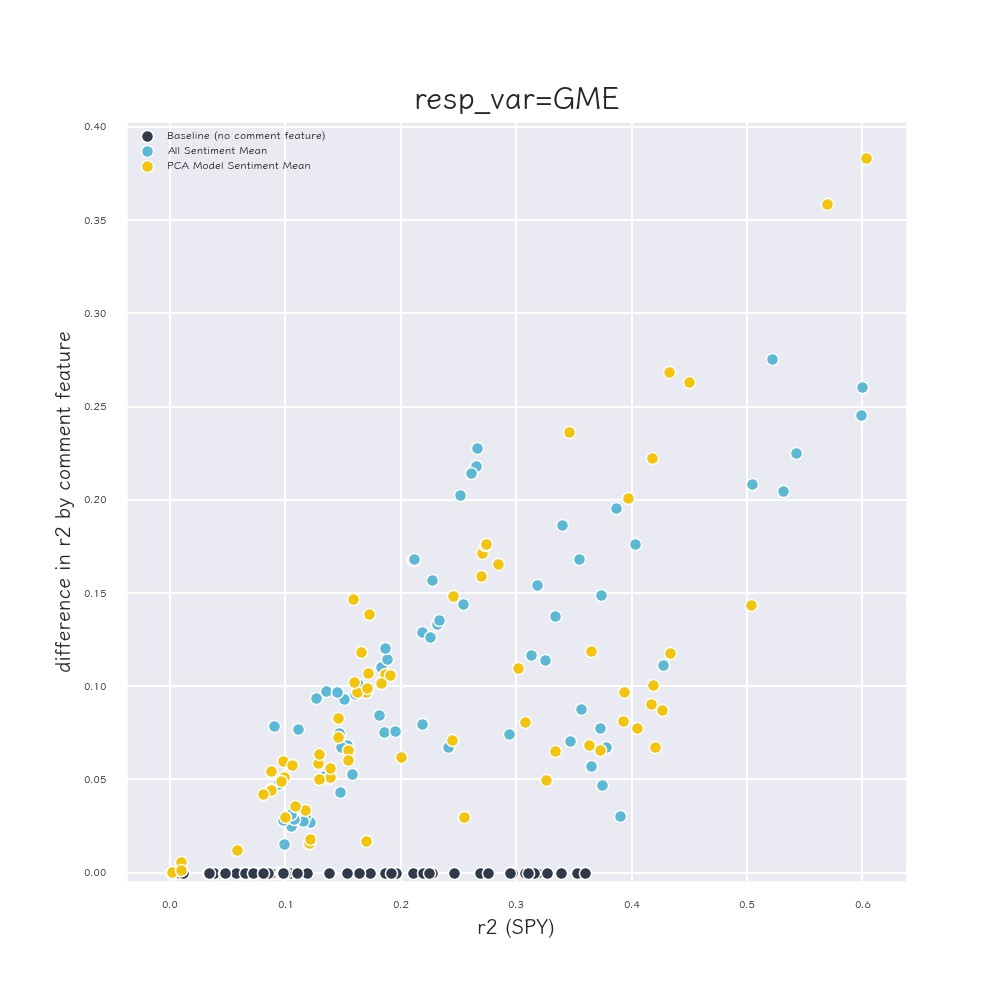 resp_var=GME
0.40
Baseline (no comment feature)
All Sentiment Mean
PCA Model Sentiment Mean
0.35
0.30
0.25
0.20
0.15
0.10
0.05
0.00
difference in r2 by comment feature
0.0 0.1 0.2 0.3 0.4 0.5 0.6
r2 (SPY)